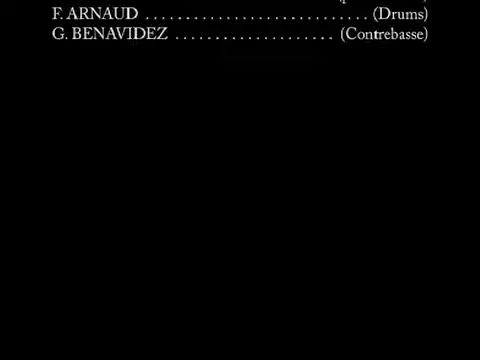 F. ARNAUD . . . . . . . . . . . . . . . . . . . . . . . . . . . . (Drums)
G. BENAVIDEZ . . . . . . . . . . . . . . . . . . . . (Contrebasse)